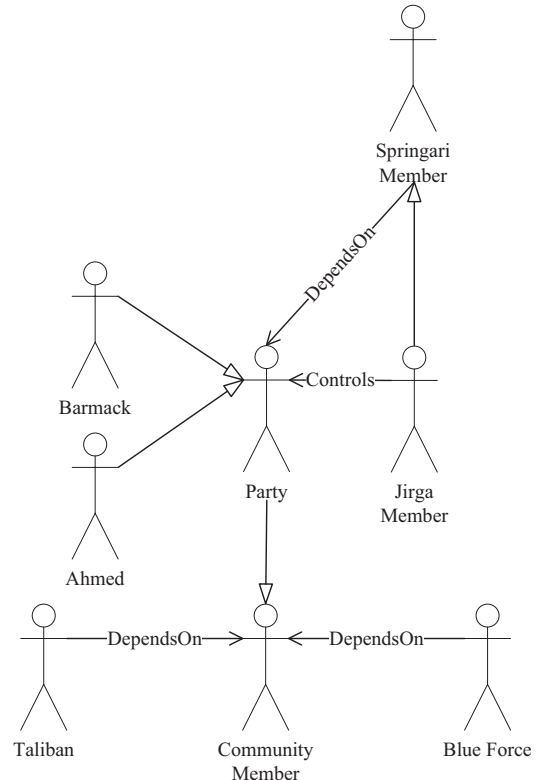 Springari
Member
DependsOn
Barmack
Controls
Party
Jirga
Member
Ahmed
DependsOn
DependsOn
Taliban
Community
Member
Blue Force